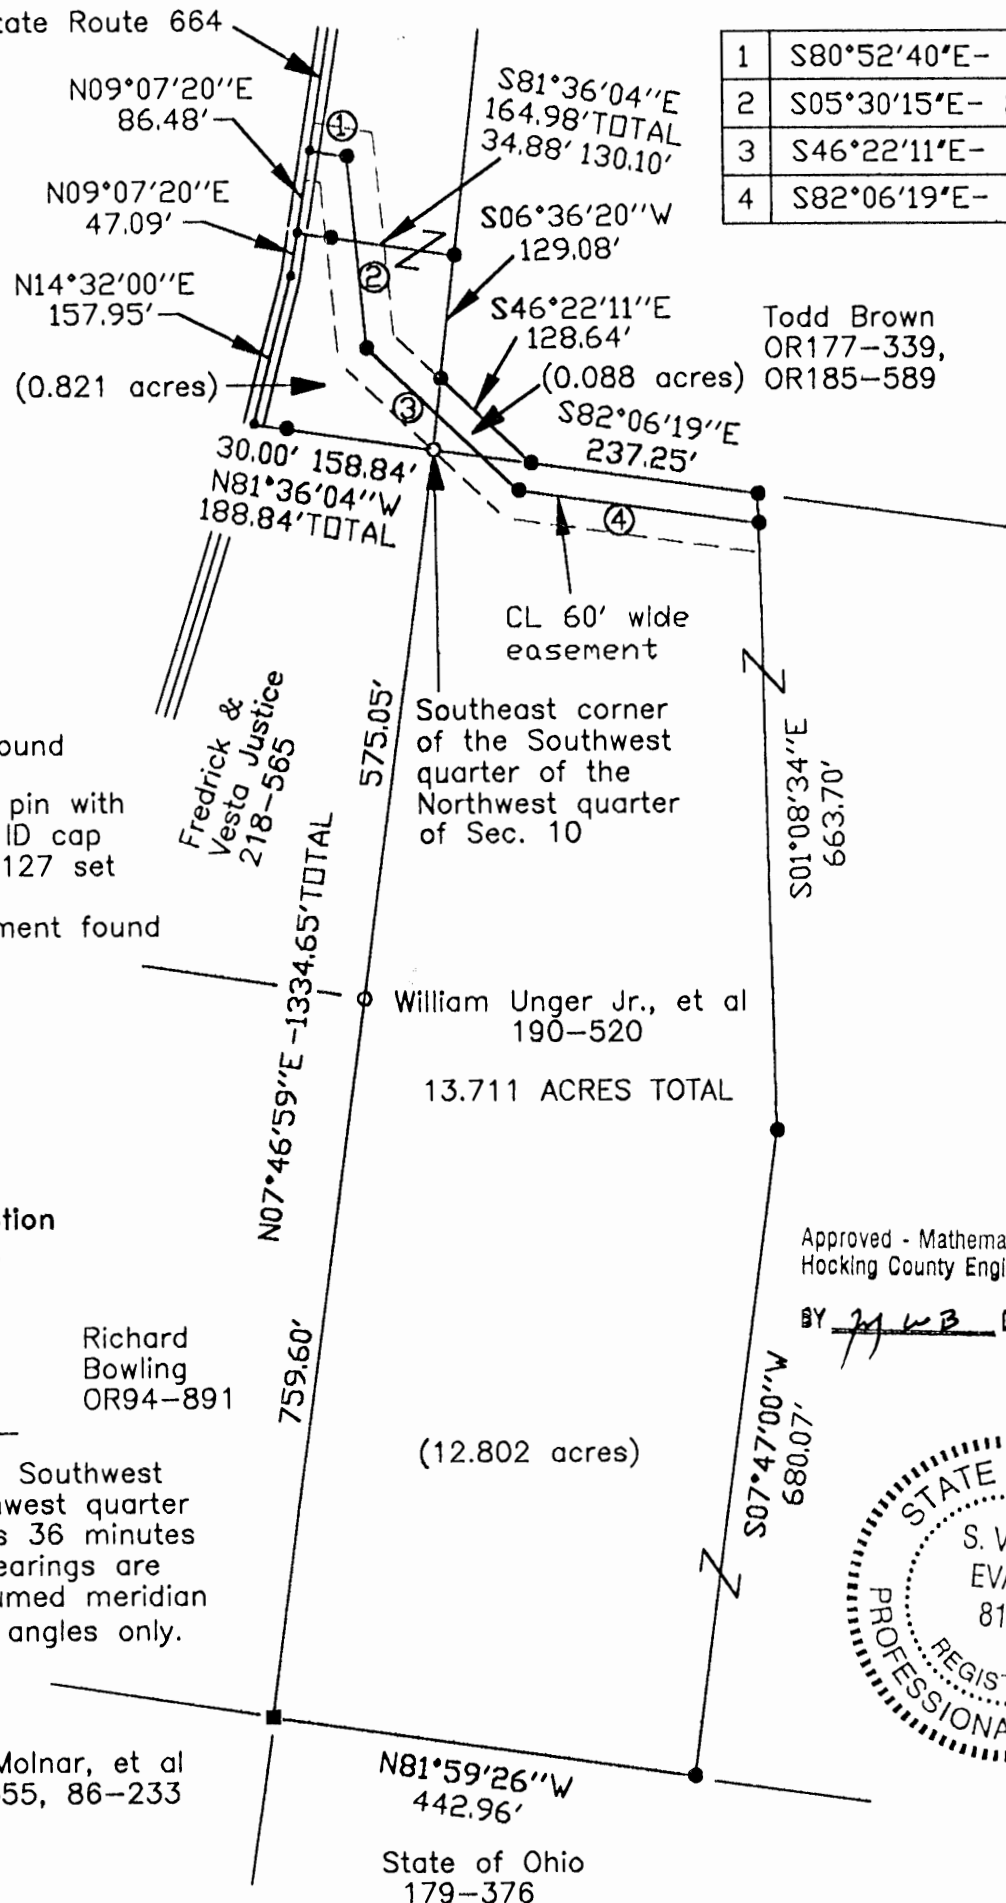 tate Route 664
N09°07'20''E
86.48'
N09°07'20''E
47.09'
N14°32'00''E
157.95'
(0.821 acres)
S81°36'04''E
164.98'TOTAL
34.88' 130.10'
S06°36'20''W
129.08'
S46°22'11''E
128.64'
(0.088 acres)
S82°06'19''E
237.25'
1 S80°52'40"E-
2 S05°30'15"E-
3 S46°22'11"E-
4 S82°06'19"E-
Todd Brown
OR177-339,
OR185-589
1
2
3
4
30.00' 158.84'
N81°36'04''W
188.84'TOTAL
CL 60' wide
easement
Southeast corner
of the Southwest
quarter of the
Northwest quarter
of Sec. 10
Fredrick &
Vesta Justice
218-565
575.05'
N07°46'59''E -1334.65'TOTAL
759.60'
S01°08'34''E
663.70'
ound
pin with
ID cap
127 set
ment found
William Unger Jr., et al
190-520
13.711 ACRES TOTAL
tion
Approved - Mathema
Hocking County Engi
BY
Richard
Bowling
OR94-891
(12.802 acres)
S07°47'00''W
680.07'
Southwest
hwest quarter
s 36 minutes
earings are
umed meridian
angles only.
STATE
S. V
EVA
81
REGIST
PROFESSIONA
Molnar, et al
55, 86-233
N81°59'26''W
442.96'
State of Ohio
179-376